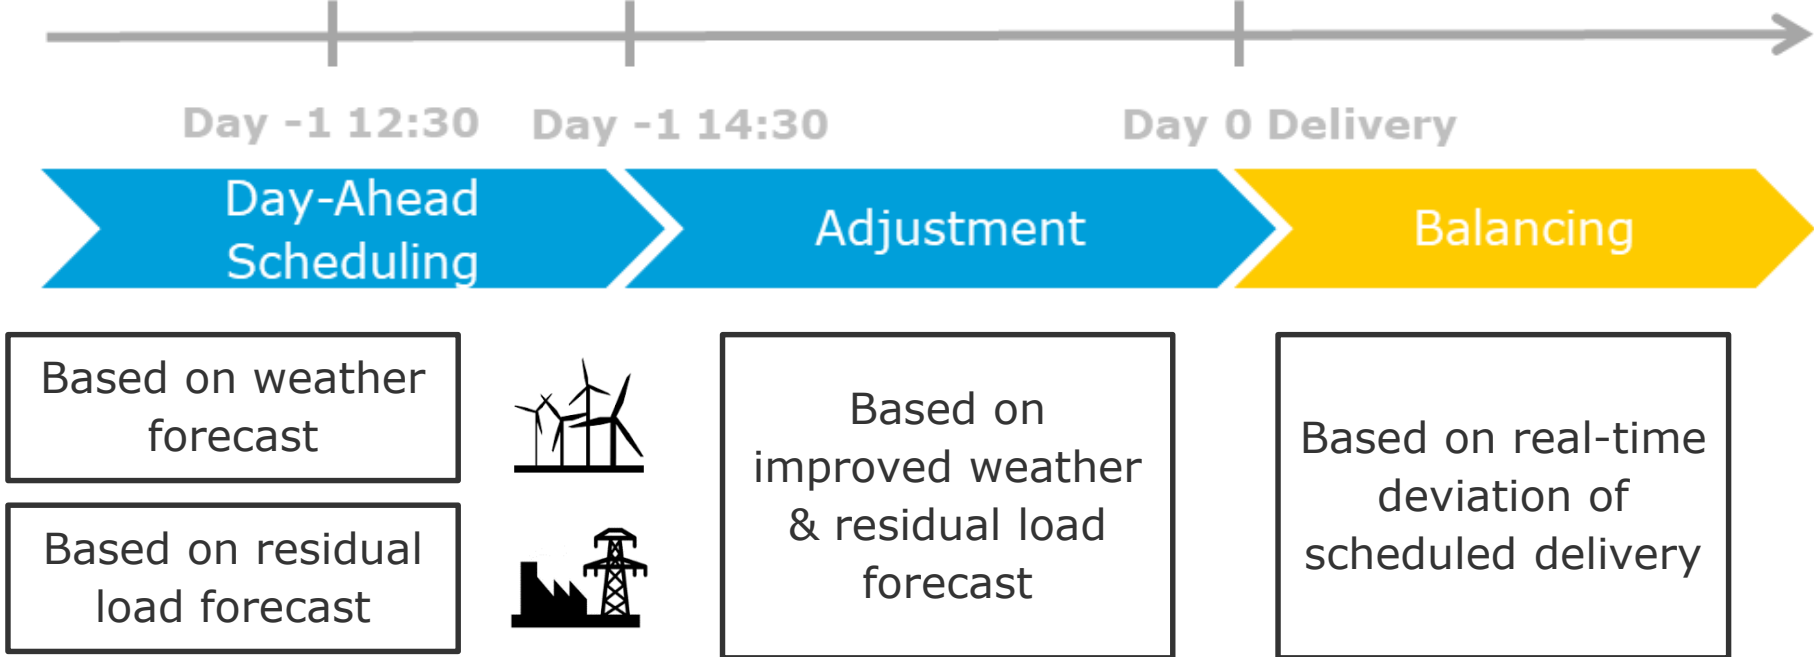 Day -1 12:30
Day -1 14:30
Day 0 Delivery
Day-Ahead
Scheduling
Adjustment
Balancing
Based on weather
forecast
Based on residual
load forecast
Based on
improved weather
& residual load
forecast
Based on real-time
deviation of
scheduled delivery